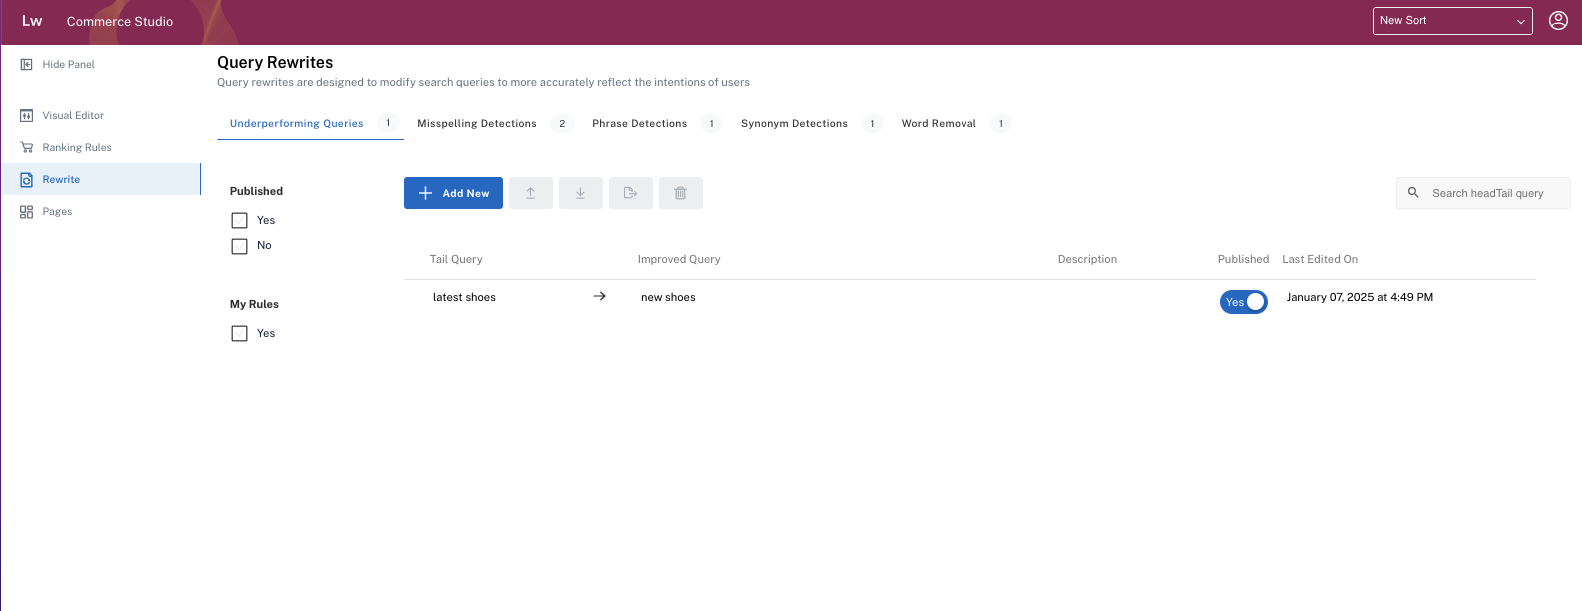 Lw Commerce Studio New Sort
Hide Panel
Visual Editor
Ranking Rules
Rewrite
Pages
Query Rewrites
Query rewrites are designed to modify search queries to more accurately reflect the intentions of users
Underperforming Queries 1 Misspelling Detections 2 Phrase Detections 1 Synonym Detections 1 Word Removal 1
Published
Yes
No
My Rules
Yes
Add New Search headTail query
Tail Query Improved Query Description Published Last Edited On
latest shoes → new shoes Yes January 07, 2025 at 4:49 PM